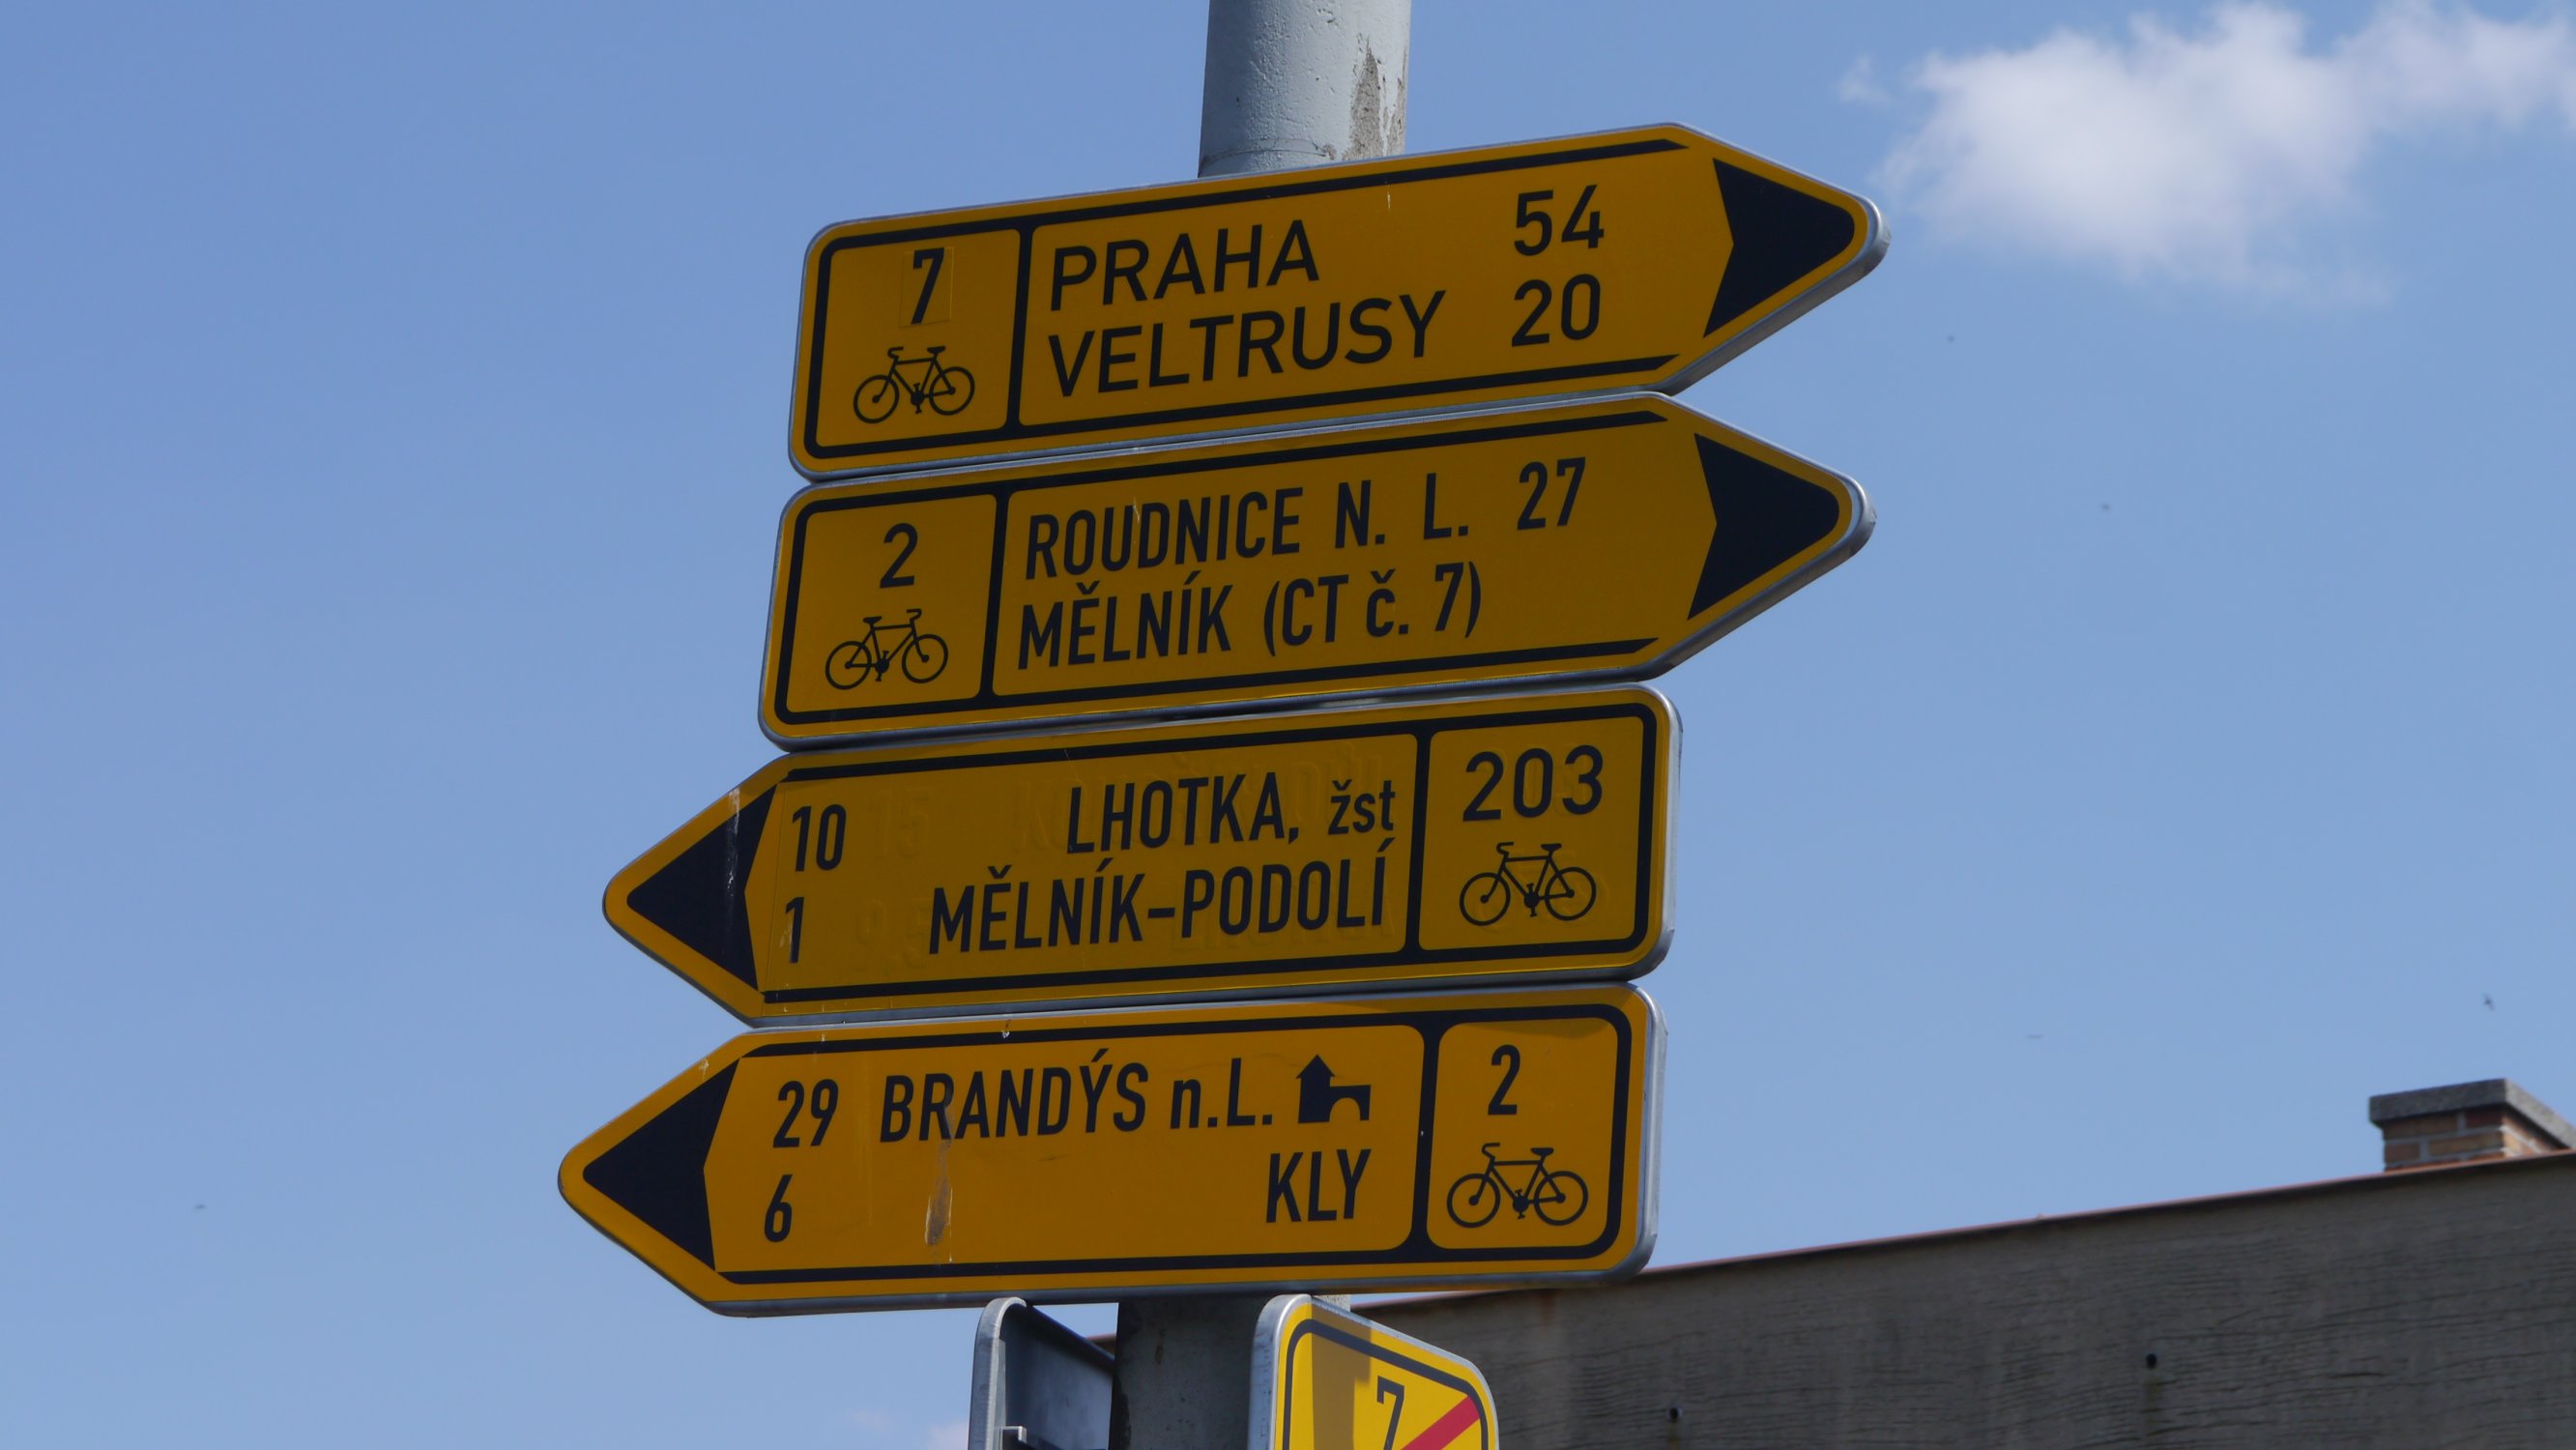 7 PRAHA 54
VELTRUSY 20
2 ROUDNICE N. L. 27
MĚLNÍK (CT č. 7)
10 LHOTKA, žst 203
1 MĚLNÍK-PODOLÍ
29 BRANDÝS n.L. 2
6 KLY
7